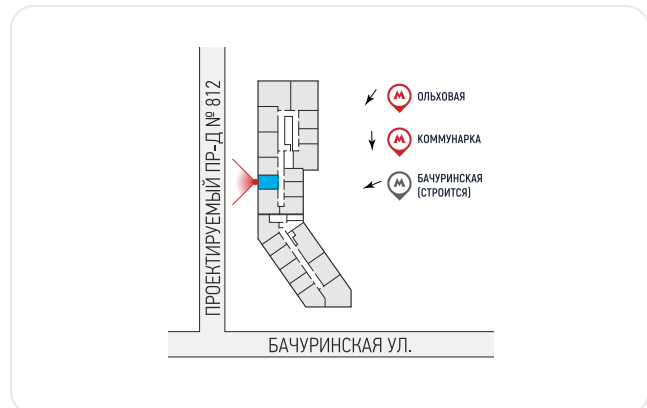 ПРОЕКТИРУЕМЫЙ ПР-Д № 812
ОЛЬХОВАЯ
КОММУНАРКА
БАЧУРИНСКАЯ
(СТРОИТСЯ)
БАЧУРИНСКАЯ УЛ.